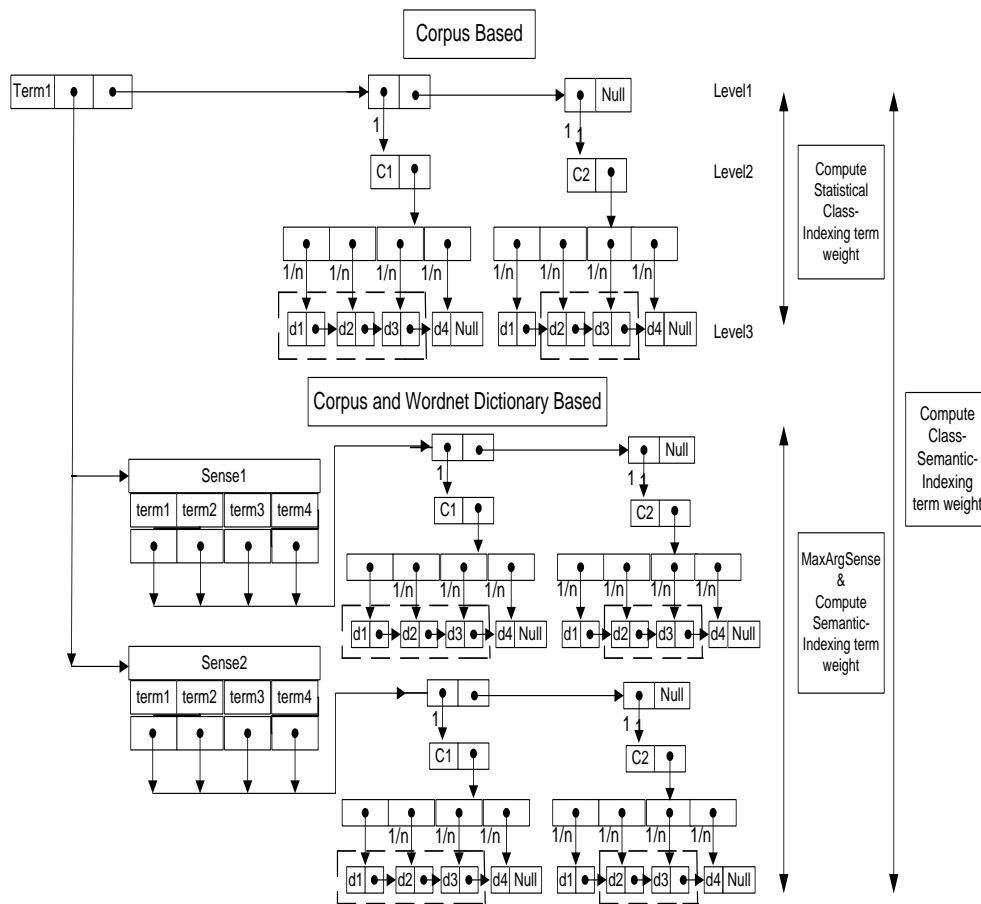 Corpus Based
Term1
Null
Level1
1
1 1
C1
C2
Level2
Compute
Statistical
Class-
Indexing term
weight
1/n 1/n 1/n 1/n 1/n 1/n 1/n 1/n
d1 d2 d3 d4 Null d1 d2 d3 d4 Null
Level3
Corpus and Wordnet Dictionary Based
Compute
Class-
Semantic-
Indexing
term weight
Null
Sense1
1
1 1
term1 term2 term3 term4
C1
C2
1/n 1/n 1/n 1/n 1/n 1/n 1/n
d1 d2 d3 d4 Null d1 d2 d3 d4 Null
MaxArgSense
&
Compute
Semantic-
Indexing term
weight
Sense2
Null
term1 term2 term3 term4
1
1 1
C1
C2
1/n 1/n 1/n 1/n 1/n 1/n 1/n
d1 d2 d3 d4 Null d1 d2 d3 d4 Null